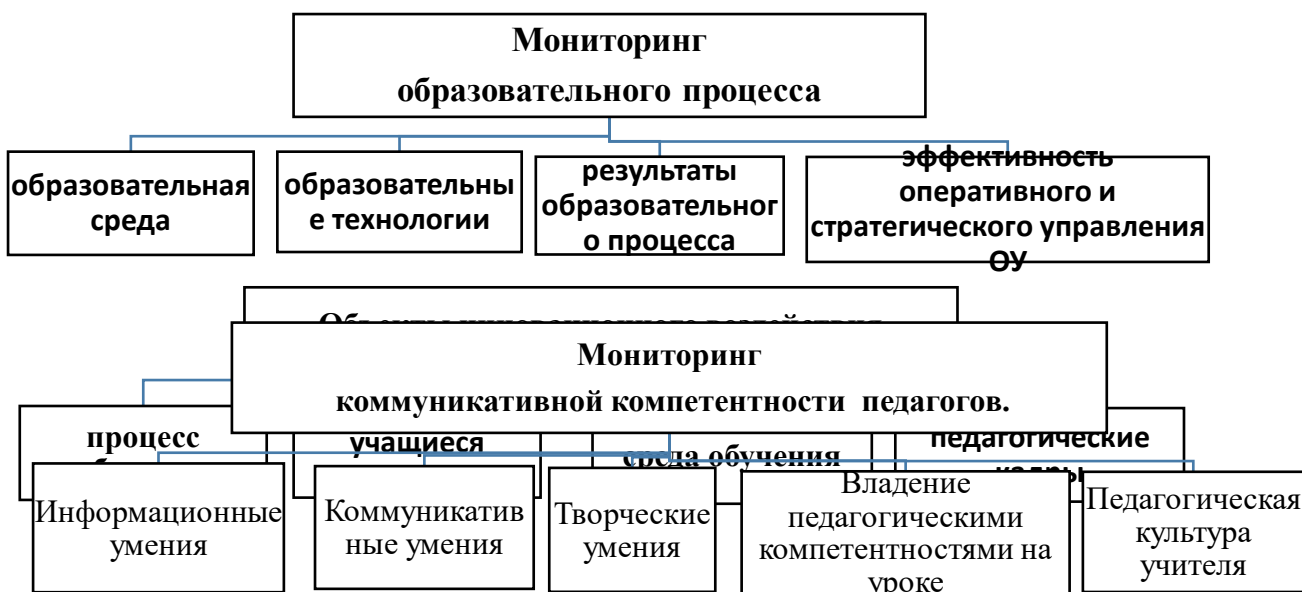 Мониторинг
образовательного процесса
образовательная
среда
образовательны
е технологии
результаты
образовательног
о процесса
эффективность
оперативного и
стратегического управления
ОУ
Мониторинг
коммуникативной компетентности педагогов.
процесс
учащиеся
среда обучения
педагогические
кадры
Информационные
умения
Коммуникатив
ные умения
Творческие
умения
Владение
педагогическими
компетентностями на
уроке
Педагогическая
культура
учителя